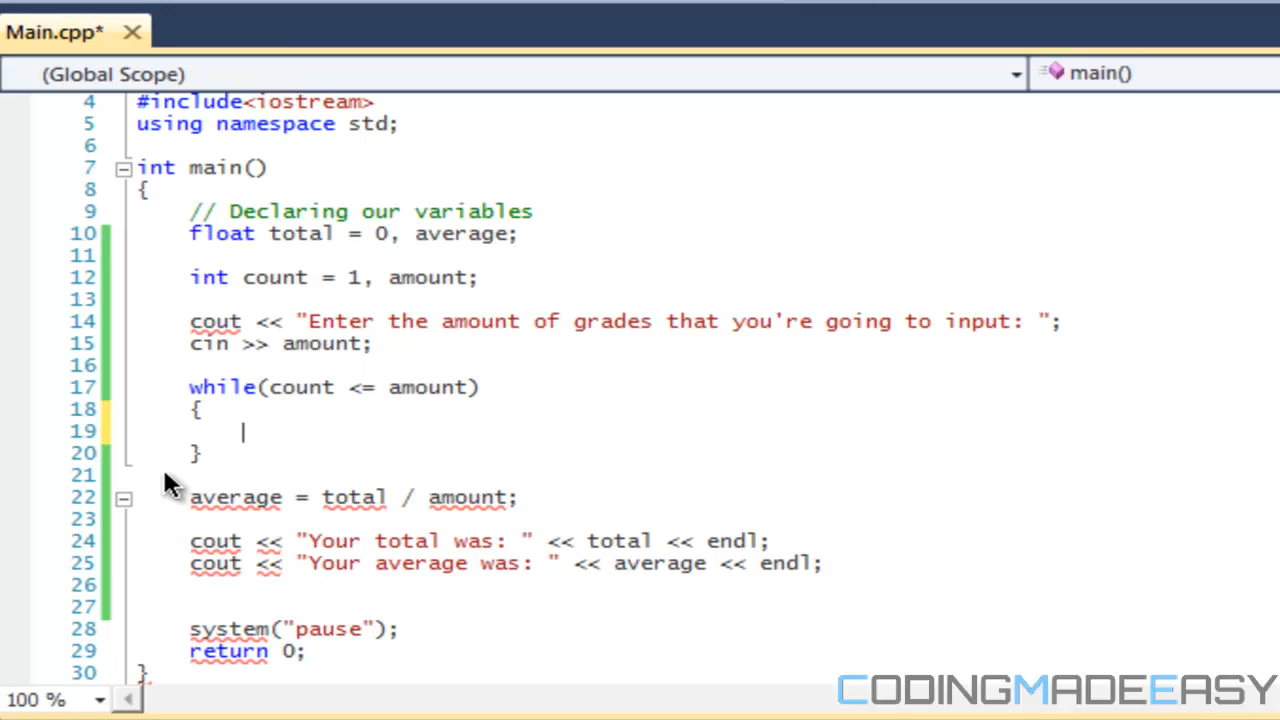 Main.cpp*
(Global Scope) main()
4 #include<iostream>
5 using namespace std;
6
7 int main()
8 {
9 // Declaring our variables
10 float total = 0, average;
11
12 int count = 1, amount;
13
14 cout << "Enter the amount of grades that you're going to input: ";
15 cin >> amount;
16
17 while(count <= amount)
18 {
19
20 }
21
22 average = total / amount;
23
24 cout << "Your total was: " << total << endl;
25 cout << "Your average was: " << average << endl;
26
27
28 system("pause");
29 return 0;
30 }
100 %
CODINGMADEEASY